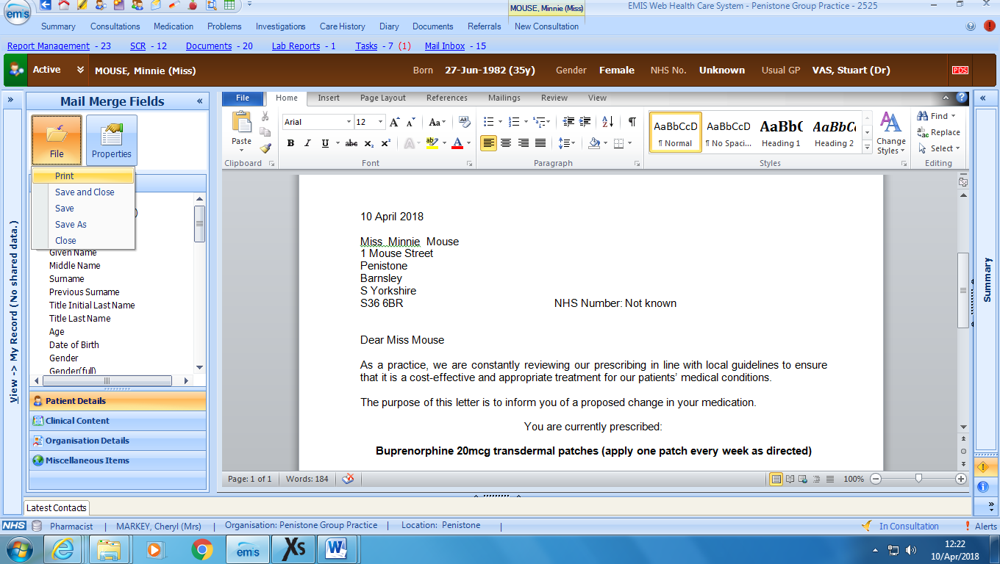 emis
MOUSE, Minnie (Miss)
EMIS Web Health Care System - Penistone Group Practice - 2525
Summary Consultations Medication Problems Investigations Care History Diary Documents Referrals New Consultation
Report Management - 23 SCR - 12 Documents - 20 Lab Reports - 1 Tasks - 7 (1) Mail Inbox - 15
Active MOUSE, Minnie (Miss) Born 27-Jun-1982 (35y) Gender Female NHS No. Unknown Usual GP VAS, Stuart (Dr) PDS
Mail Merge Fields
File Properties
Print
Save and Close
Save
Save As
Close
Given Name
Middle Name
Surname
Previous Surname
Title Initial Last Name
Title Last Name
Age
Date of Birth
Gender
Gender(full)
Patient Details
Clinical Content
Organisation Details
Miscellaneous Items
View -> My Record (No shared data.)
File Home Insert Page Layout References Mailings Review View
Paste
Clipboard
Arial 12
Font
Paragraph
AaBbCcD AaBbCcD AaBbC AaBbCc
¶ Normal ¶ No Spaci... Heading 1 Heading 2
Change
Styles
Styles
Find
Replace
Select
Editing
10 April 2018
Miss Minnie Mouse
1 Mouse Street
Penistone
Barnsley
S Yorkshire
S36 6BR NHS Number: Not known
Dear Miss Mouse
As a practice, we are constantly reviewing our prescribing in line with local guidelines to ensure
that it is a cost-effective and appropriate treatment for our patients’ medical conditions.
The purpose of this letter is to inform you of a proposed change in your medication.
You are currently prescribed:
Buprenorphine 20mcg transdermal patches (apply one patch every week as directed)
Summary
Page: 1 of 1 Words: 184 100%
Latest Contacts
NHS Pharmacist MARKEY, Cheryl (Mrs) Organisation: Penistone Group Practice Location: Penistone In Consultation Alerts
emis Xs W 12:22
10/Apr/2018